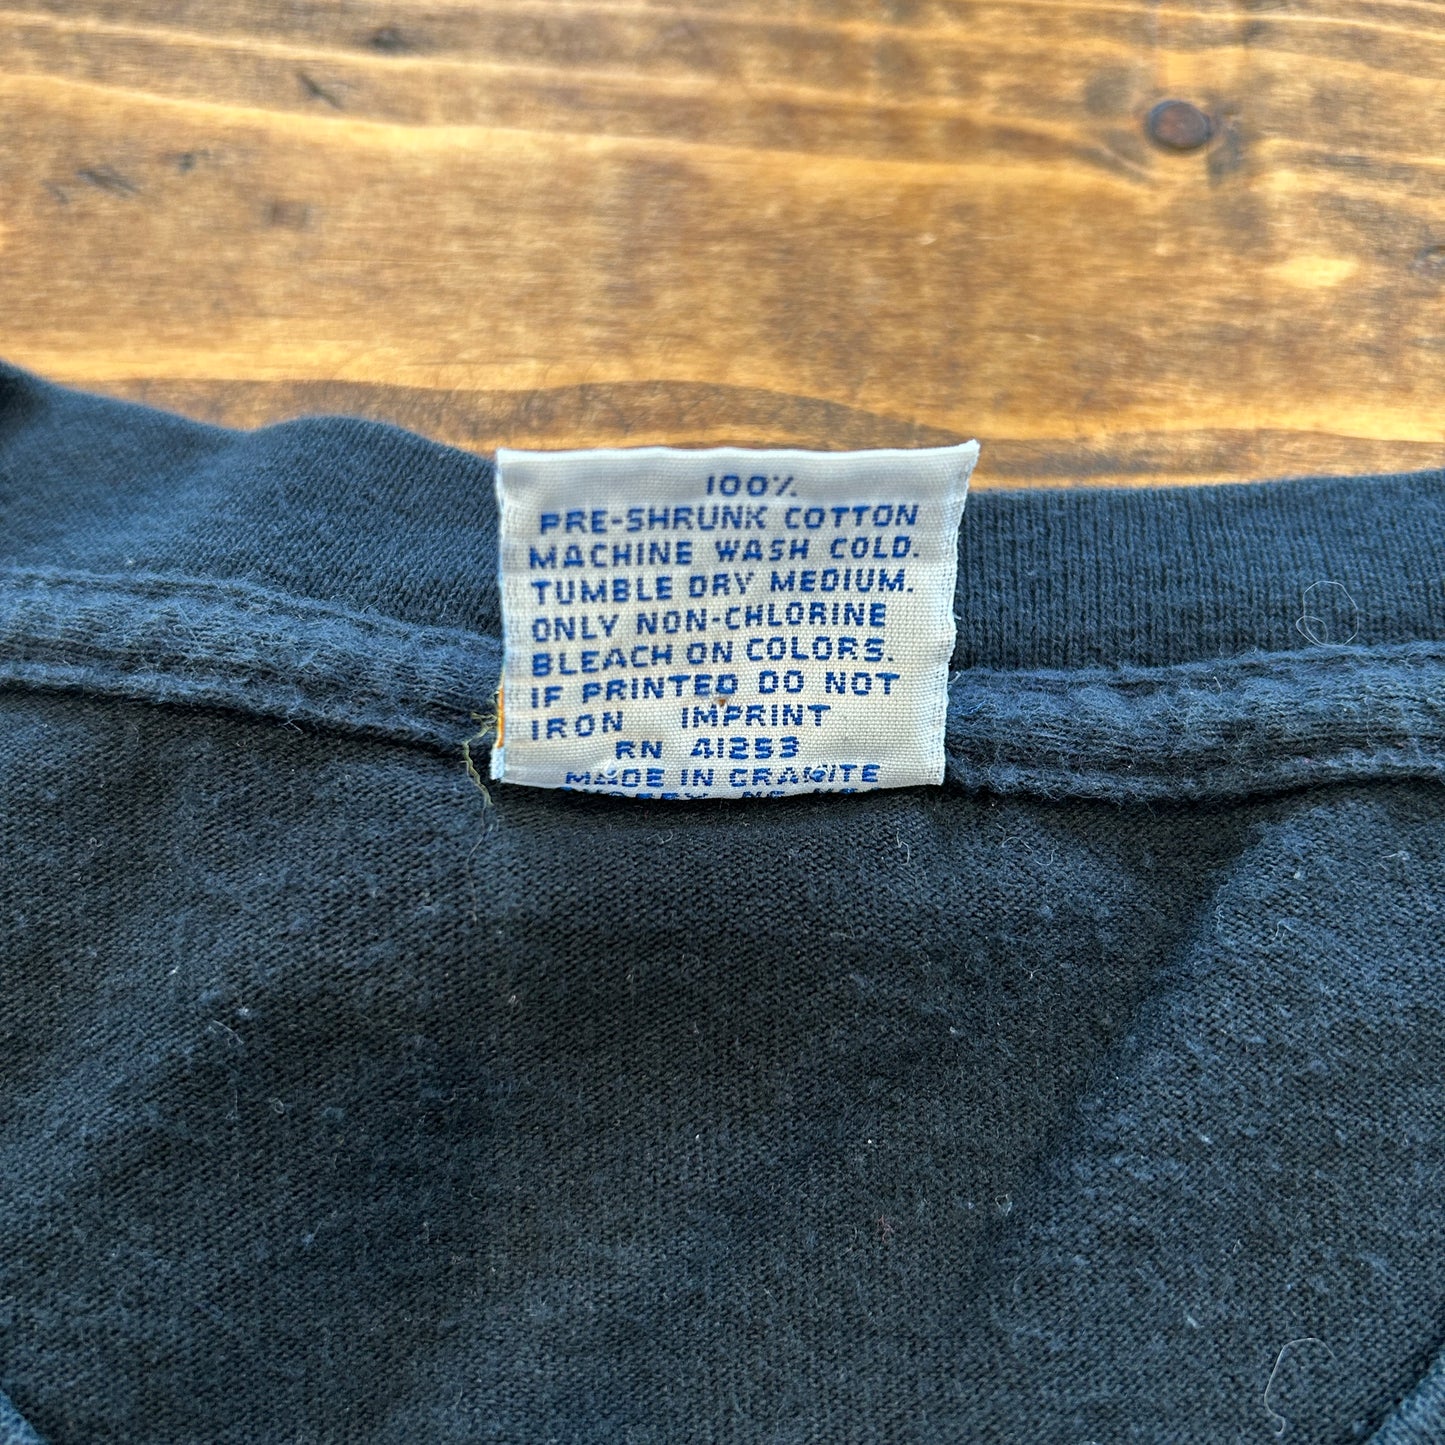 100%
PRE-SHRUNK COTTON
MACHINE WASH COLD.
TUMBLE DRY MEDIUM.
ONLY NON-CHLORINE
BLEACH ON COLORS.
IF PRINTED DO NOT
IRON IMPRINT
RN 41253
MADE IN GRANITE